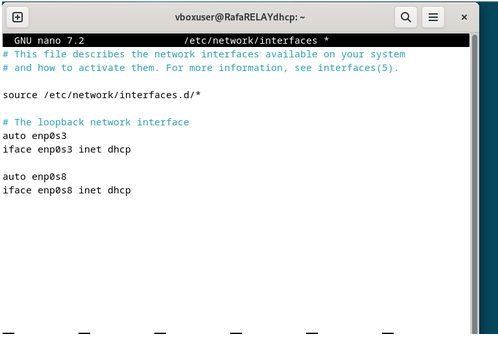 vboxuser@RafaRELAYdhcp: ~
GNU nano 7.2 /etc/network/interfaces *
# This file describes the network interfaces available on your system
# and how to activate them. For more information, see interfaces(5).
source /etc/network/interfaces.d/*
# The loopback network interface
auto enp0s3
iface enp0s3 inet dhcp
auto enp0s8
iface enp0s8 inet dhcp